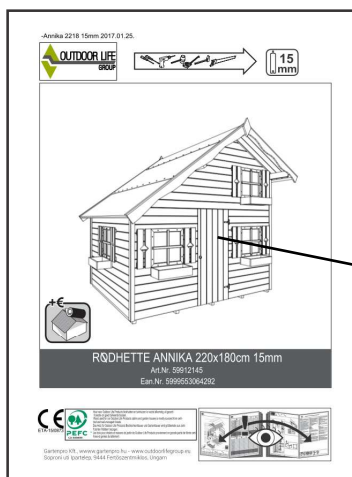 -Annika 2218 15mm 2017.01.25.
OUTDOOR LIFE
GROUP
15
mm
+€
RØDHETTE ANNIKA 220x180cm 15mm
Art.Nr. 59912145
Ean.Nr. 5999553064292
CE
PEFC
Gartenpro Kft., www.gartenpro.hu - www.outdoorlifegroup.eu
Soproni úti Ipartelep, 9444 Fertőszentmiklós, Ungarn